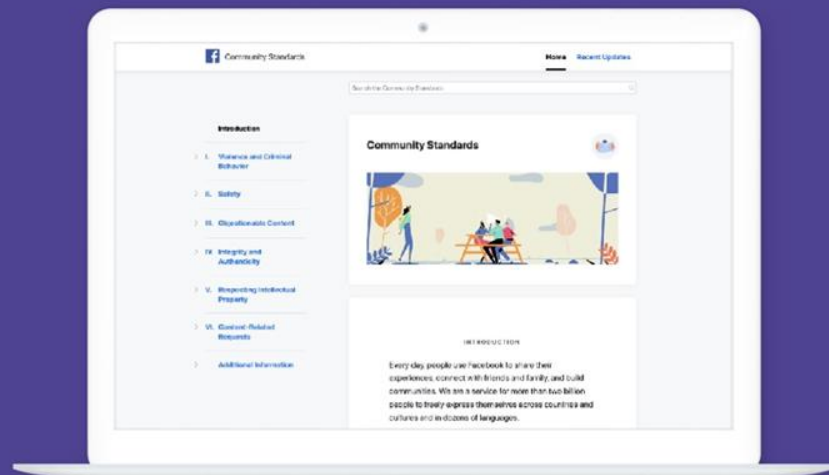 Community Standards
Home Recent Updates
Search the Community Standards
Introduction
I. Violence and Criminal
Behavior
II. Safety
III. Objectionable Content
IV. Integrity and
Authenticity
V. Respecting Intellectual
Property
VI. Content-Related
Requests
Additional Information
Community Standards
INTRODUCTION
Every day, people use Facebook to share their
experiences, connect with friends and family, and build
communities. We are a service for more than two billion
people to freely express themselves across countries and
cultures and in dozens of languages.